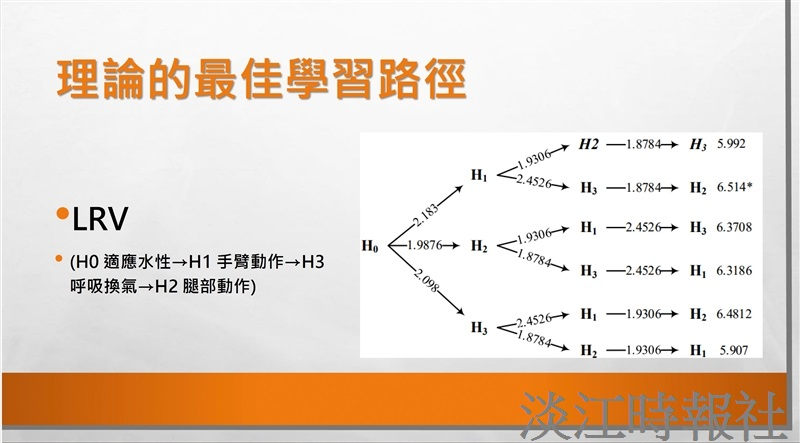 理論的最佳學習路徑
•LRV
• (H0 適應水性→H1 手臂動作→H3
呼吸換氣→H2 腿部動作)
H2 1.8784 H3 5.992
1.9306
H1
2.4526
H3 1.8784 H2 6.514*
2.183
H1 2.4526 H3 6.3708
1.9306
H0 1.9876 H2
1.8784
H3 2.4526 H1 6.3186
2.098
H1 1.9306 H2 6.4812
2.4526
H3
1.8784
H2 1.9306 H1 5.907
淡江時報社